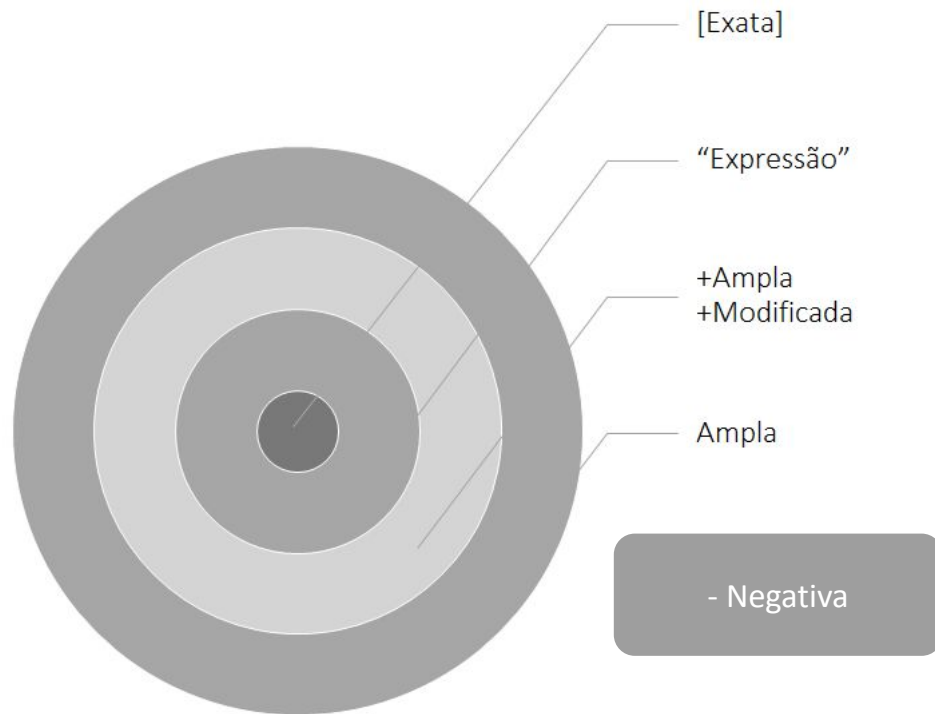 [Exata]
“Expressão”
+Ampla
+Modificada
Ampla
- Negativa